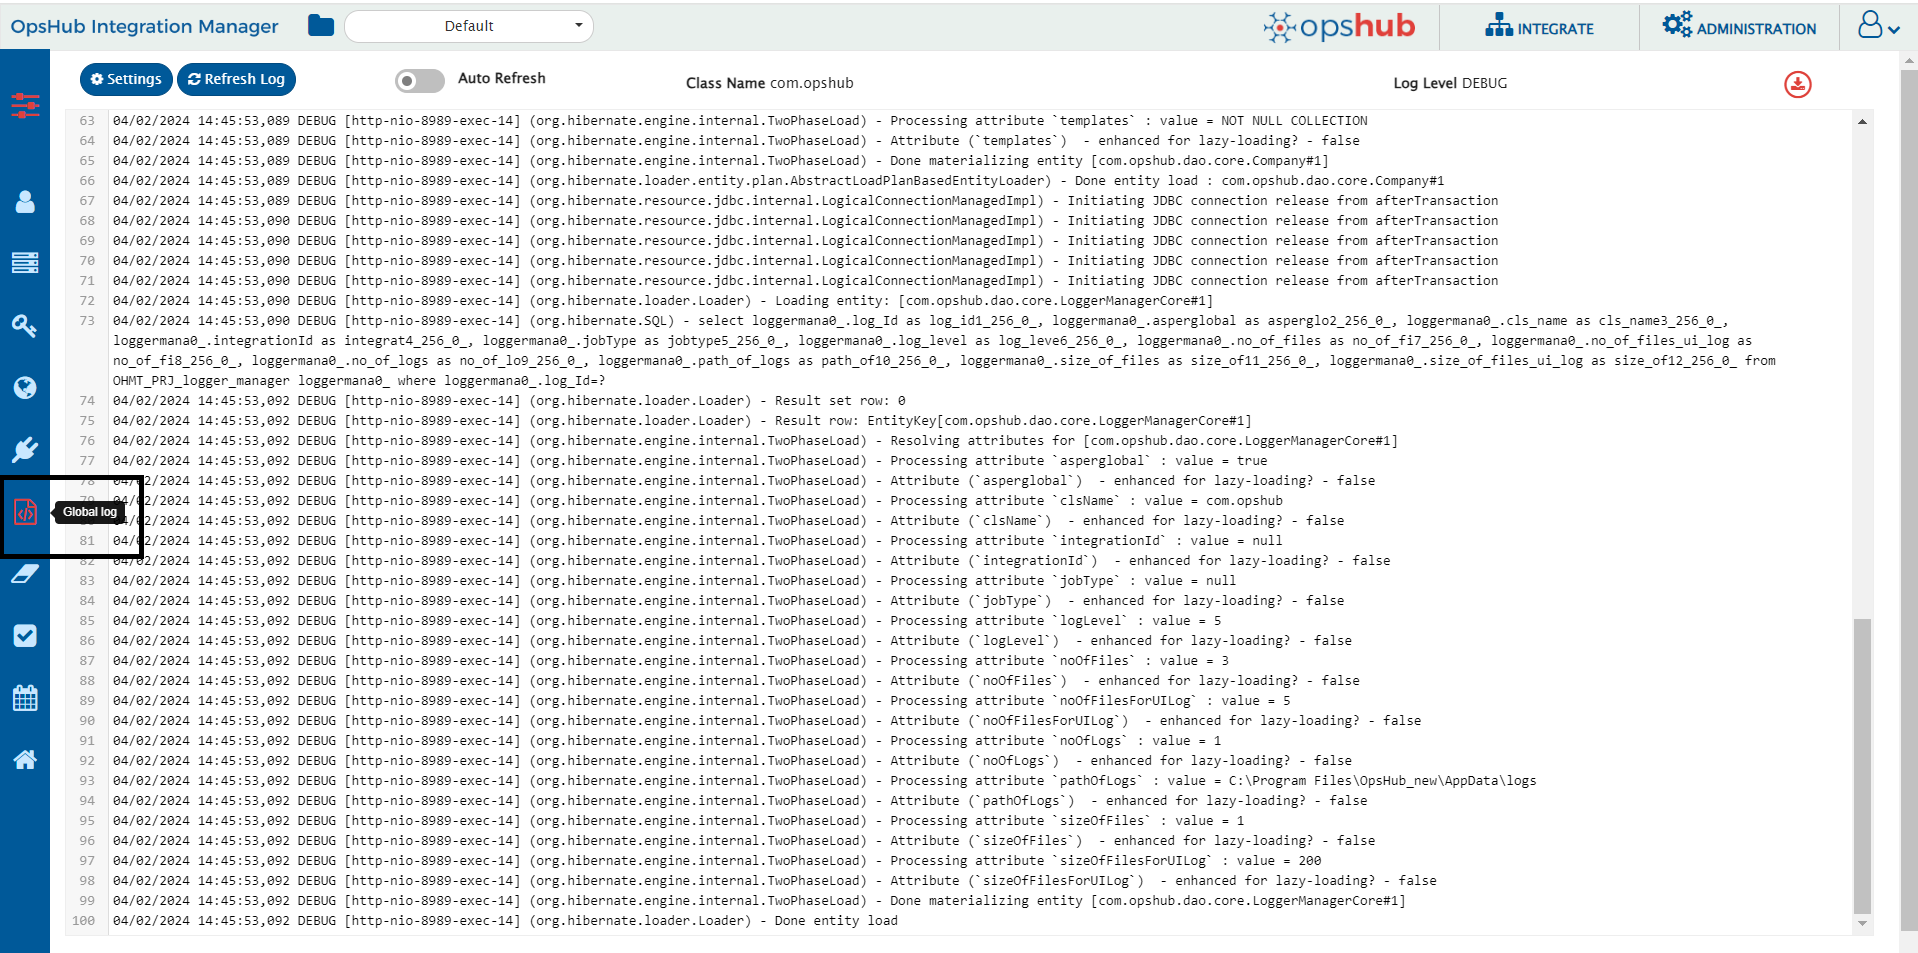 OpsHub Integration Manager
Default
opshub
INTEGRATE
ADMINISTRATION
Settings
Refresh Log
Auto Refresh
Class Name com.opshub
Log Level DEBUG
63 04/02/2024 14:45:53,089 DEBUG [http-nio-8989-exec-14] (org.hibernate.engine.internal.TwoPhaseLoad) - Processing attribute `templates` : value = NOT NULL COLLECTION
64 04/02/2024 14:45:53,089 DEBUG [http-nio-8989-exec-14] (org.hibernate.engine.internal.TwoPhaseLoad) - Attribute (`templates`)  - enhanced for lazy-loading? - false
65 04/02/2024 14:45:53,089 DEBUG [http-nio-8989-exec-14] (org.hibernate.engine.internal.TwoPhaseLoad) - Done materializing entity [com.opshub.dao.core.Company#1]
66 04/02/2024 14:45:53,089 DEBUG [http-nio-8989-exec-14] (org.hibernate.loader.entity.plan.AbstractLoadPlanBasedEntityLoader) - Done entity load : com.opshub.dao.core.Company#1
67 04/02/2024 14:45:53,089 DEBUG [http-nio-8989-exec-14] (org.hibernate.resource.jdbc.internal.LogicalConnectionManagedImpl) - Initiating JDBC connection release from afterTransaction
68 04/02/2024 14:45:53,090 DEBUG [http-nio-8989-exec-14] (org.hibernate.resource.jdbc.internal.LogicalConnectionManagedImpl) - Initiating JDBC connection release from afterTransaction
69 04/02/2024 14:45:53,090 DEBUG [http-nio-8989-exec-14] (org.hibernate.resource.jdbc.internal.LogicalConnectionManagedImpl) - Initiating JDBC connection release from afterTransaction
70 04/02/2024 14:45:53,090 DEBUG [http-nio-8989-exec-14] (org.hibernate.resource.jdbc.internal.LogicalConnectionManagedImpl) - Initiating JDBC connection release from afterTransaction
71 04/02/2024 14:45:53,090 DEBUG [http-nio-8989-exec-14] (org.hibernate.resource.jdbc.internal.LogicalConnectionManagedImpl) - Initiating JDBC connection release from afterTransaction
72 04/02/2024 14:45:53,090 DEBUG [http-nio-8989-exec-14] (org.hibernate.loader.Loader) - Loading entity: [com.opshub.dao.core.LoggerManagerCore#1]
73 04/02/2024 14:45:53,090 DEBUG [http-nio-8989-exec-14] (org.hibernate.SQL) - select loggermana0_.log_Id as log_id1_256_0_, loggermana0_.asperglobal as asperglo2_256_0_, loggermana0_.cls_name as cls_name3_256_0_,
loggermana0_.integrationId as integrat4_256_0_, loggermana0_.jobType as jobtype5_256_0_, loggermana0_.log_level as log_leve6_256_0_, loggermana0_.no_of_files as no_of_fi7_256_0_, loggermana0_.no_of_files_ui_log as
no_of_fi8_256_0_, loggermana0_.no_of_logs as no_of_lo9_256_0_, loggermana0_.path_of_logs as path_of10_256_0_, loggermana0_.size_of_files as size_of11_256_0_, loggermana0_.size_of_files_ui_log as size_of12_256_0_ from
OHMT_PRJ_logger_manager loggermana0_ where loggermana0_.log_Id=?
74 04/02/2024 14:45:53,092 DEBUG [http-nio-8989-exec-14] (org.hibernate.loader.Loader) - Result set row: 0
75 04/02/2024 14:45:53,092 DEBUG [http-nio-8989-exec-14] (org.hibernate.loader.Loader) - Result row: EntityKey[com.opshub.dao.core.LoggerManagerCore#1]
76 04/02/2024 14:45:53,092 DEBUG [http-nio-8989-exec-14] (org.hibernate.engine.internal.TwoPhaseLoad) - Resolving attributes for [com.opshub.dao.core.LoggerManagerCore#1]
77 04/02/2024 14:45:53,092 DEBUG [http-nio-8989-exec-14] (org.hibernate.engine.internal.TwoPhaseLoad) - Processing attribute `asperglobal` : value = true
78 04/02/2024 14:45:53,092 DEBUG [http-nio-8989-exec-14] (org.hibernate.engine.internal.TwoPhaseLoad) - Attribute (`asperglobal`)  - enhanced for lazy-loading? - false
79 04/02/2024 14:45:53,092 DEBUG [http-nio-8989-exec-14] (org.hibernate.engine.internal.TwoPhaseLoad) - Processing attribute `clsName` : value = com.opshub
Global log
04/02/2024 14:45:53,092 DEBUG [http-nio-8989-exec-14] (org.hibernate.engine.internal.TwoPhaseLoad) - Attribute (`clsName`)  - enhanced for lazy-loading? - false
81 04/02/2024 14:45:53,092 DEBUG [http-nio-8989-exec-14] (org.hibernate.engine.internal.TwoPhaseLoad) - Processing attribute `integrationId` : value = null
82 04/02/2024 14:45:53,092 DEBUG [http-nio-8989-exec-14] (org.hibernate.engine.internal.TwoPhaseLoad) - Attribute (`integrationId`)  - enhanced for lazy-loading? - false
83 04/02/2024 14:45:53,092 DEBUG [http-nio-8989-exec-14] (org.hibernate.engine.internal.TwoPhaseLoad) - Processing attribute `jobType` : value = null
84 04/02/2024 14:45:53,092 DEBUG [http-nio-8989-exec-14] (org.hibernate.engine.internal.TwoPhaseLoad) - Attribute (`jobType`)  - enhanced for lazy-loading? - false
85 04/02/2024 14:45:53,092 DEBUG [http-nio-8989-exec-14] (org.hibernate.engine.internal.TwoPhaseLoad) - Processing attribute `logLevel` : value = 5
86 04/02/2024 14:45:53,092 DEBUG [http-nio-8989-exec-14] (org.hibernate.engine.internal.TwoPhaseLoad) - Attribute (`logLevel`)  - enhanced for lazy-loading? - false
87 04/02/2024 14:45:53,092 DEBUG [http-nio-8989-exec-14] (org.hibernate.engine.internal.TwoPhaseLoad) - Processing attribute `noOfFiles` : value = 3
88 04/02/2024 14:45:53,092 DEBUG [http-nio-8989-exec-14] (org.hibernate.engine.internal.TwoPhaseLoad) - Attribute (`noOfFiles`)  - enhanced for lazy-loading? - false
89 04/02/2024 14:45:53,092 DEBUG [http-nio-8989-exec-14] (org.hibernate.engine.internal.TwoPhaseLoad) - Processing attribute `noOfFilesForUILog` : value = 5
90 04/02/2024 14:45:53,092 DEBUG [http-nio-8989-exec-14] (org.hibernate.engine.internal.TwoPhaseLoad) - Attribute (`noOfFilesForUILog`)  - enhanced for lazy-loading? - false
91 04/02/2024 14:45:53,092 DEBUG [http-nio-8989-exec-14] (org.hibernate.engine.internal.TwoPhaseLoad) - Processing attribute `noOfLogs` : value = 1
92 04/02/2024 14:45:53,092 DEBUG [http-nio-8989-exec-14] (org.hibernate.engine.internal.TwoPhaseLoad) - Attribute (`noOfLogs`)  - enhanced for lazy-loading? - false
93 04/02/2024 14:45:53,092 DEBUG [http-nio-8989-exec-14] (org.hibernate.engine.internal.TwoPhaseLoad) - Processing attribute `pathOfLogs` : value = C:\Program Files\OpsHub_new\AppData\logs
94 04/02/2024 14:45:53,092 DEBUG [http-nio-8989-exec-14] (org.hibernate.engine.internal.TwoPhaseLoad) - Attribute (`pathOfLogs`)  - enhanced for lazy-loading? - false
95 04/02/2024 14:45:53,092 DEBUG [http-nio-8989-exec-14] (org.hibernate.engine.internal.TwoPhaseLoad) - Processing attribute `sizeOfFiles` : value = 1
96 04/02/2024 14:45:53,092 DEBUG [http-nio-8989-exec-14] (org.hibernate.engine.internal.TwoPhaseLoad) - Attribute (`sizeOfFiles`)  - enhanced for lazy-loading? - false
97 04/02/2024 14:45:53,092 DEBUG [http-nio-8989-exec-14] (org.hibernate.engine.internal.TwoPhaseLoad) - Processing attribute `sizeOfFilesForUILog` : value = 200
98 04/02/2024 14:45:53,092 DEBUG [http-nio-8989-exec-14] (org.hibernate.engine.internal.TwoPhaseLoad) - Attribute (`sizeOfFilesForUILog`)  - enhanced for lazy-loading? - false
99 04/02/2024 14:45:53,092 DEBUG [http-nio-8989-exec-14] (org.hibernate.engine.internal.TwoPhaseLoad) - Done materializing entity [com.opshub.dao.core.LoggerManagerCore#1]
100 04/02/2024 14:45:53,092 DEBUG [http-nio-8989-exec-14] (org.hibernate.loader.Loader) - Done entity load